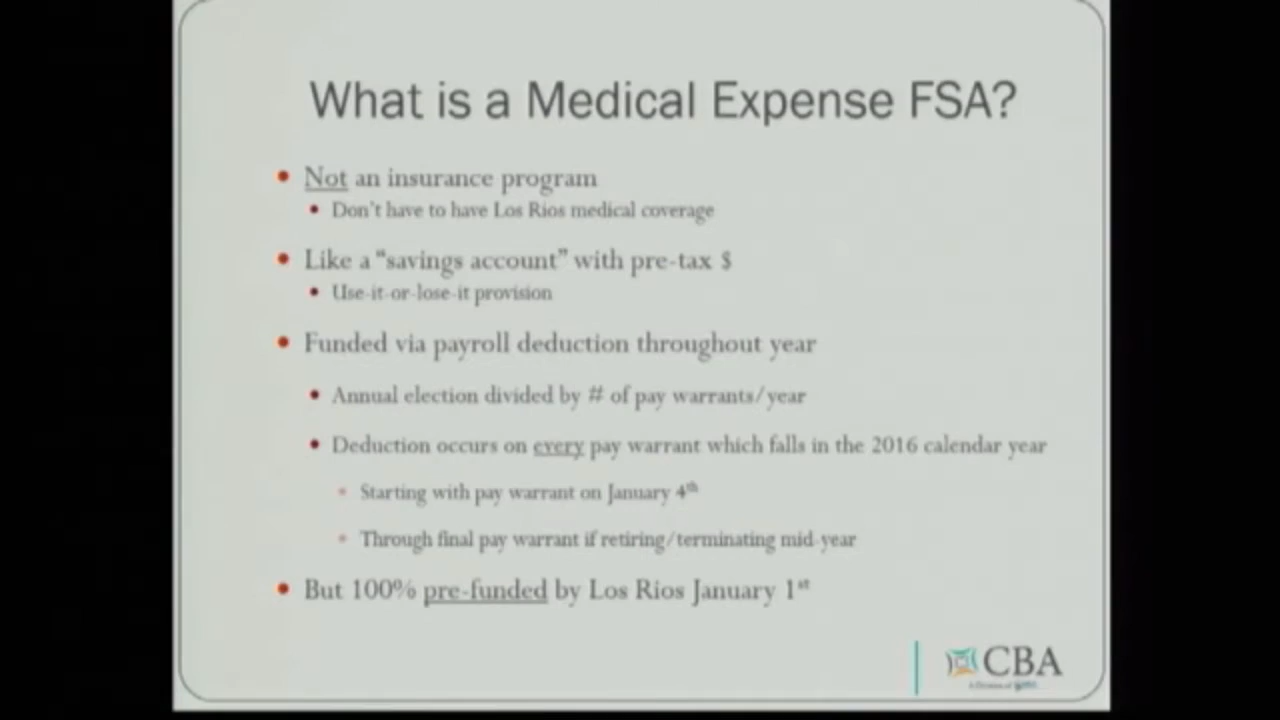 What is a Medical Expense FSA?
• Not an insurance program
• Don't have to have Los Rios medical coverage
• Like a “savings account” with pre-tax $
• Use-it-or-lose-it provision
• Funded via payroll deduction throughout year
• Annual election divided by # of pay warrants/year
• Deduction occurs on every pay warrant which falls in the 2016 calendar year
• Starting with pay warrant on January 4th
• Through final pay warrant if retiring/terminating mid-year
• But 100% pre-funded by Los Rios January 1st
CBA
A Division of